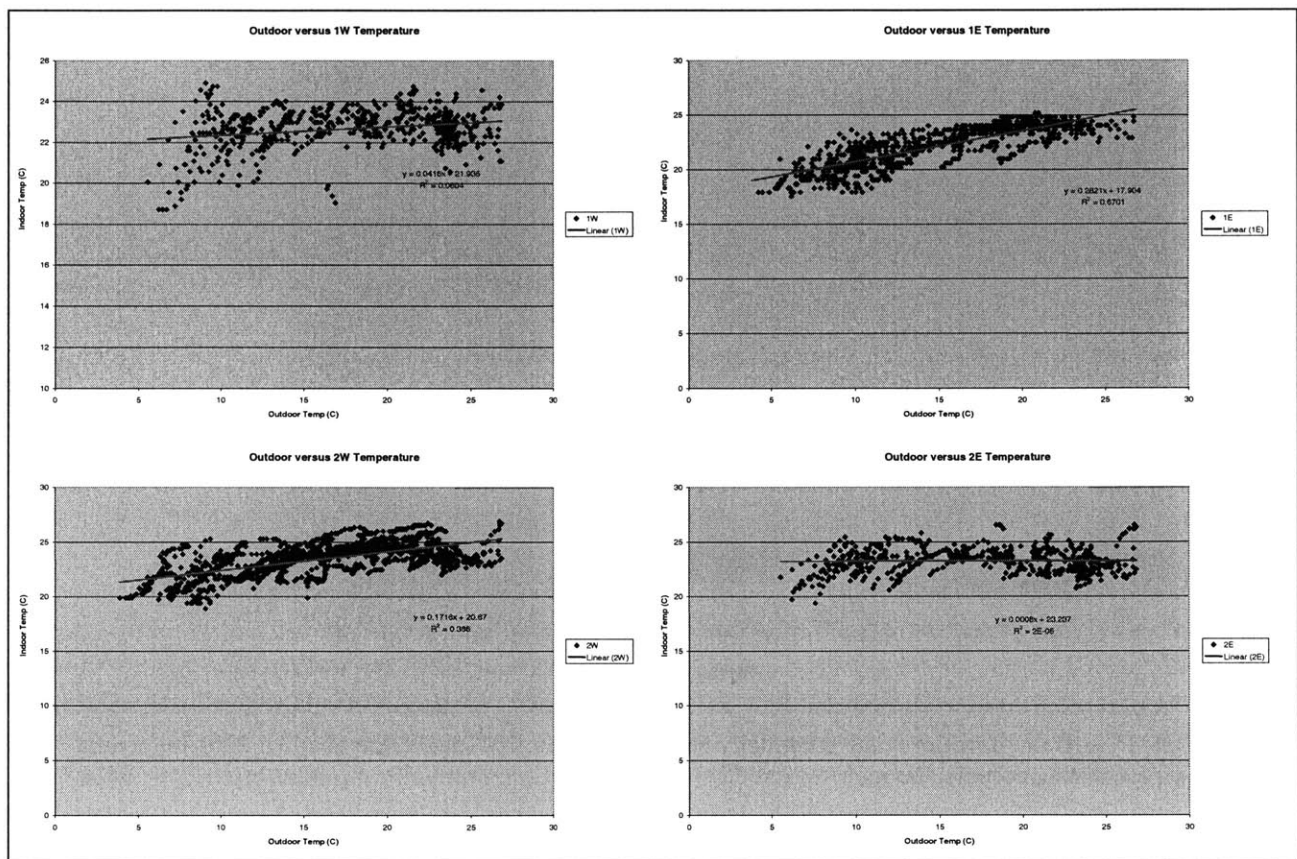 Outdoor versus 1W Temperature
26
24
22
20
18
16
14
12
10
0
5
10
15
20
25
30
Indoor Temp (C)
Outdoor Temp (C)
y = 0.0416x + 21.936
R² = 0.0604
1W
Linear (1W)
Outdoor versus 1E Temperature
30
25
20
15
10
5
0
0
5
10
15
20
25
30
Indoor Temp (C)
Outdoor Temp (C)
y = 0.2821x + 17.904
R² = 0.6701
1E
Linear (1E)
Outdoor versus 2W Temperature
30
25
20
15
10
5
0
0
5
10
15
20
25
30
Indoor Temp (C)
Outdoor Temp (C)
y = 0.1716x + 20.67
R² = 0.386
2W
Linear (2W)
Outdoor versus 2E Temperature
30
25
20
15
10
5
0
0
5
10
15
20
25
30
Indoor Temp (C)
Outdoor Temp (C)
y = 0.0008x + 23.237
2E
Linear (2E)